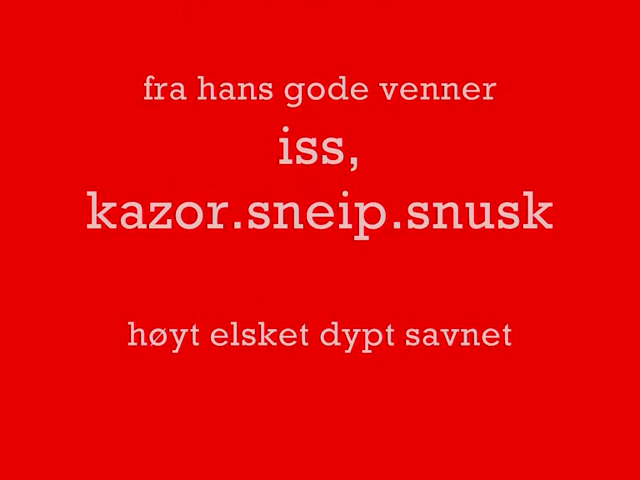 fra hans gode venner
iss,
kazor.sneip.snusk
høyt elsket dypt savnet